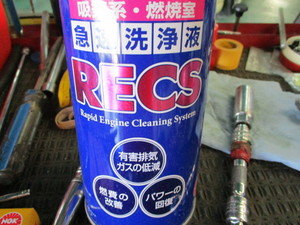 吸気系・燃焼室
急速洗浄液
RECS
Rapid Engine Cleaning System
有害排気
ガスの低減
燃費の
改善
パワーの
回復
NGK